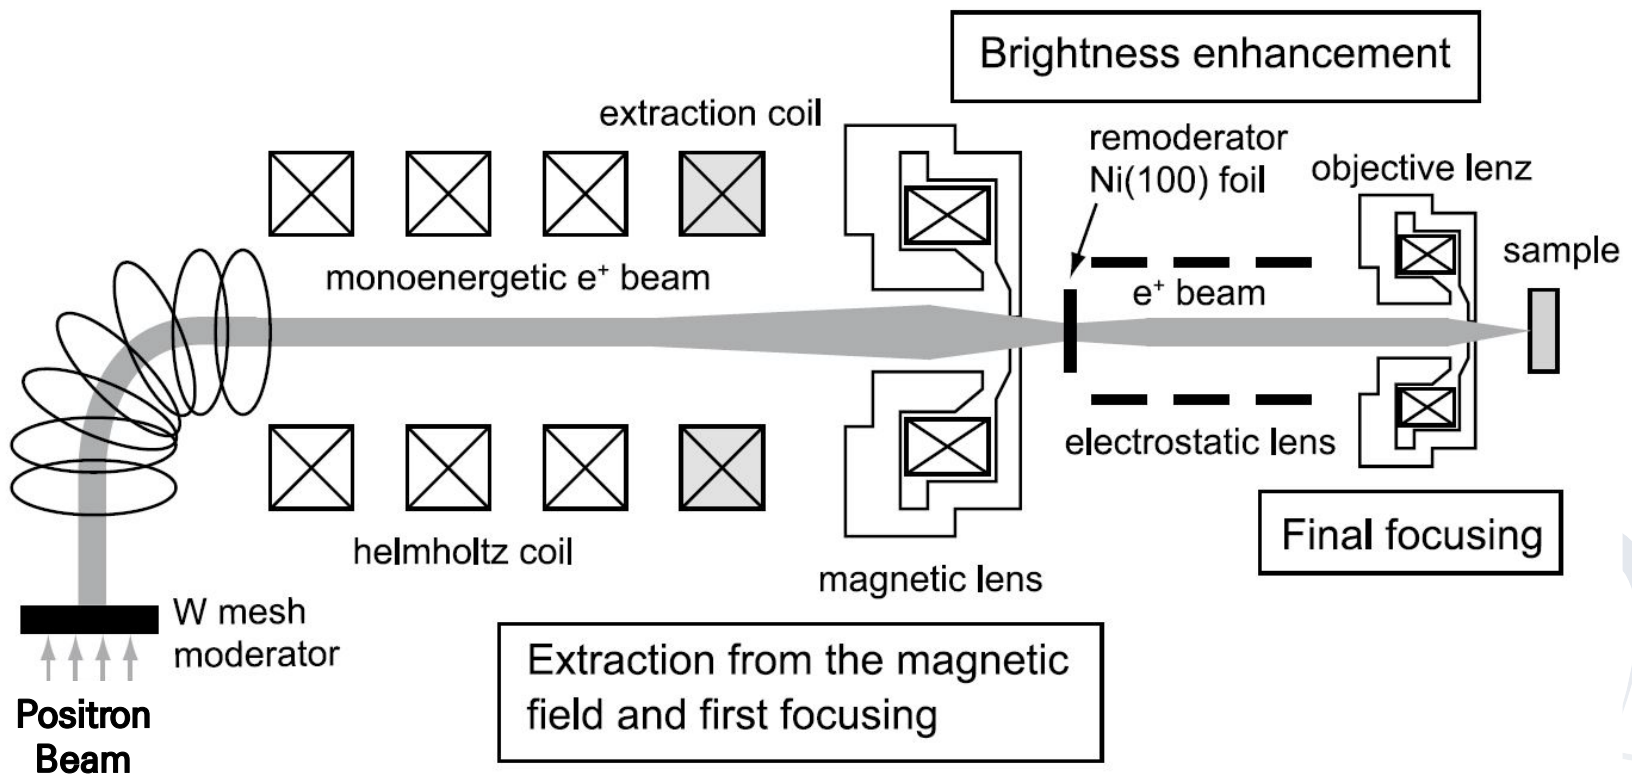 Brightness enhancement
extraction coil
remoderator
Ni(100) foil
objective lenz
sample
monoenergetic e⁺ beam
e⁺ beam
electrostatic lens
Final focusing
helmholtz coil
magnetic lens
W mesh
moderator
Extraction from the magnetic
field and first focusing
Positron
Beam